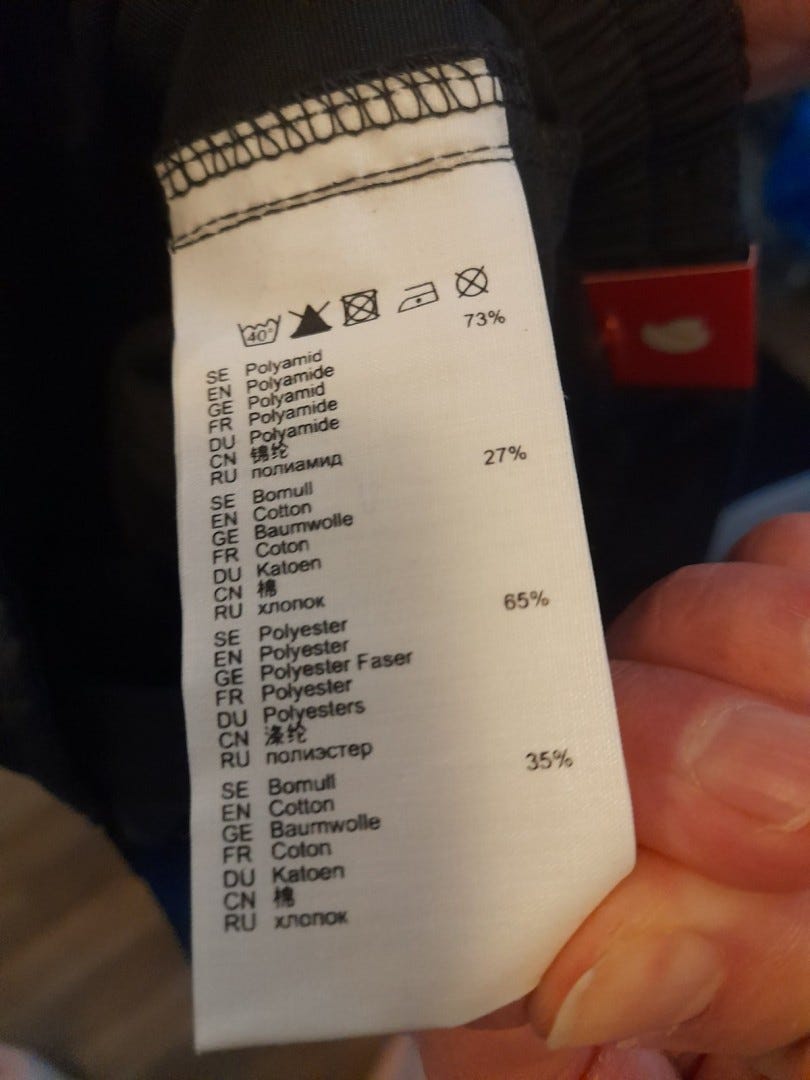 40°
73%
SE Polyamid
EN Polyamide
GE Polyamid
FR Polyamide
DU Polyamide
CN 锦纶
RU полиамид
27%
SE Bomull
EN Cotton
GE Baumwolle
FR Coton
DU Katoen
CN 棉
RU хлопок
65%
SE Polyester
EN Polyester
GE Polyester Faser
FR Polyester
DU Polyesters
CN 涤纶
RU полиэстер
35%
SE Bomull
EN Cotton
GE Baumwolle
FR Coton
DU Katoen
CN 棉
RU хлопок